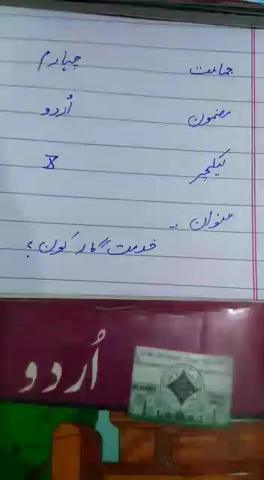 جماعت چہارم
مضمون اُردو
لیکچر 8
عنوان ..
خدمت گار کون؟
اُردو